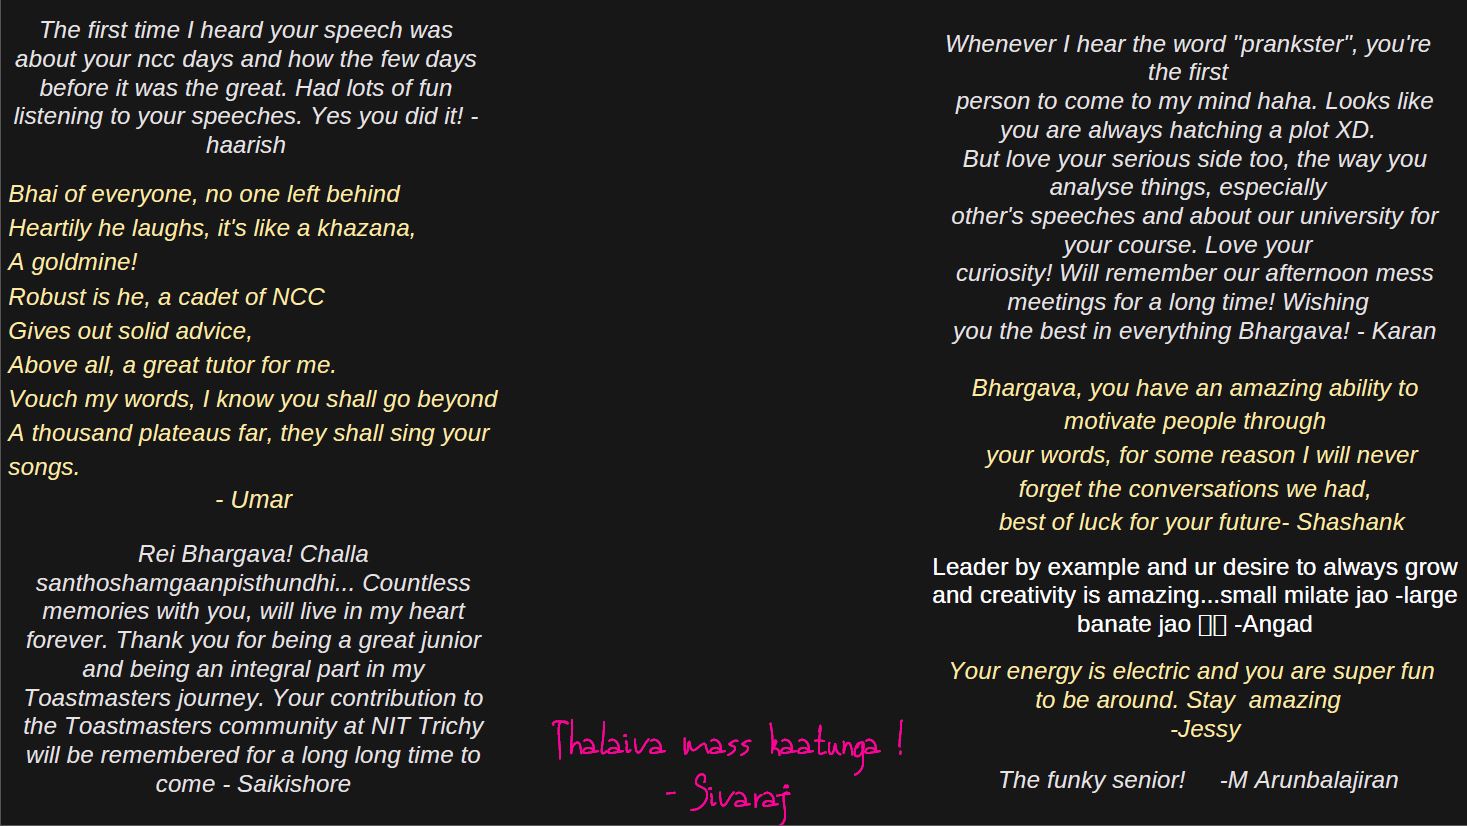 The first time I heard your speech was
about your ncc days and how the few days
before it was the great. Had lots of fun
listening to your speeches. Yes you did it! -
haarish
Bhai of everyone, no one left behind
Heartily he laughs, it's like a khazana,
A goldmine!
Robust is he, a cadet of NCC
Gives out solid advice,
Above all, a great tutor for me.
Vouch my words, I know you shall go beyond
A thousand plateaus far, they shall sing your
songs.
- Umar
Rei Bhargava! Challa
santhoshamgaanpisthundhi... Countless
memories with you, will live in my heart
forever. Thank you for being a great junior
and being an integral part in my
Toastmasters journey. Your contribution to
the Toastmasters community at NIT Trichy
will be remembered for a long long time to
come - Saikishore
Thalaiva mass kaatunga !
- Sivaraj
Whenever I hear the word "prankster", you're
the first
person to come to my mind haha. Looks like
you are always hatching a plot XD.
But love your serious side too, the way you
analyse things, especially
other's speeches and about our university for
your course. Love your
curiosity! Will remember our afternoon mess
meetings for a long time! Wishing
you the best in everything Bhargava! - Karan
Bhargava, you have an amazing ability to
motivate people through
your words, for some reason I will never
forget the conversations we had,
best of luck for your future- Shashank
Leader by example and ur desire to always grow
and creativity is amazing...small milate jao -large
banate jao -Angad
Your energy is electric and you are super fun
to be around. Stay  amazing
-Jessy
The funky senior!     -M Arunbalajiran